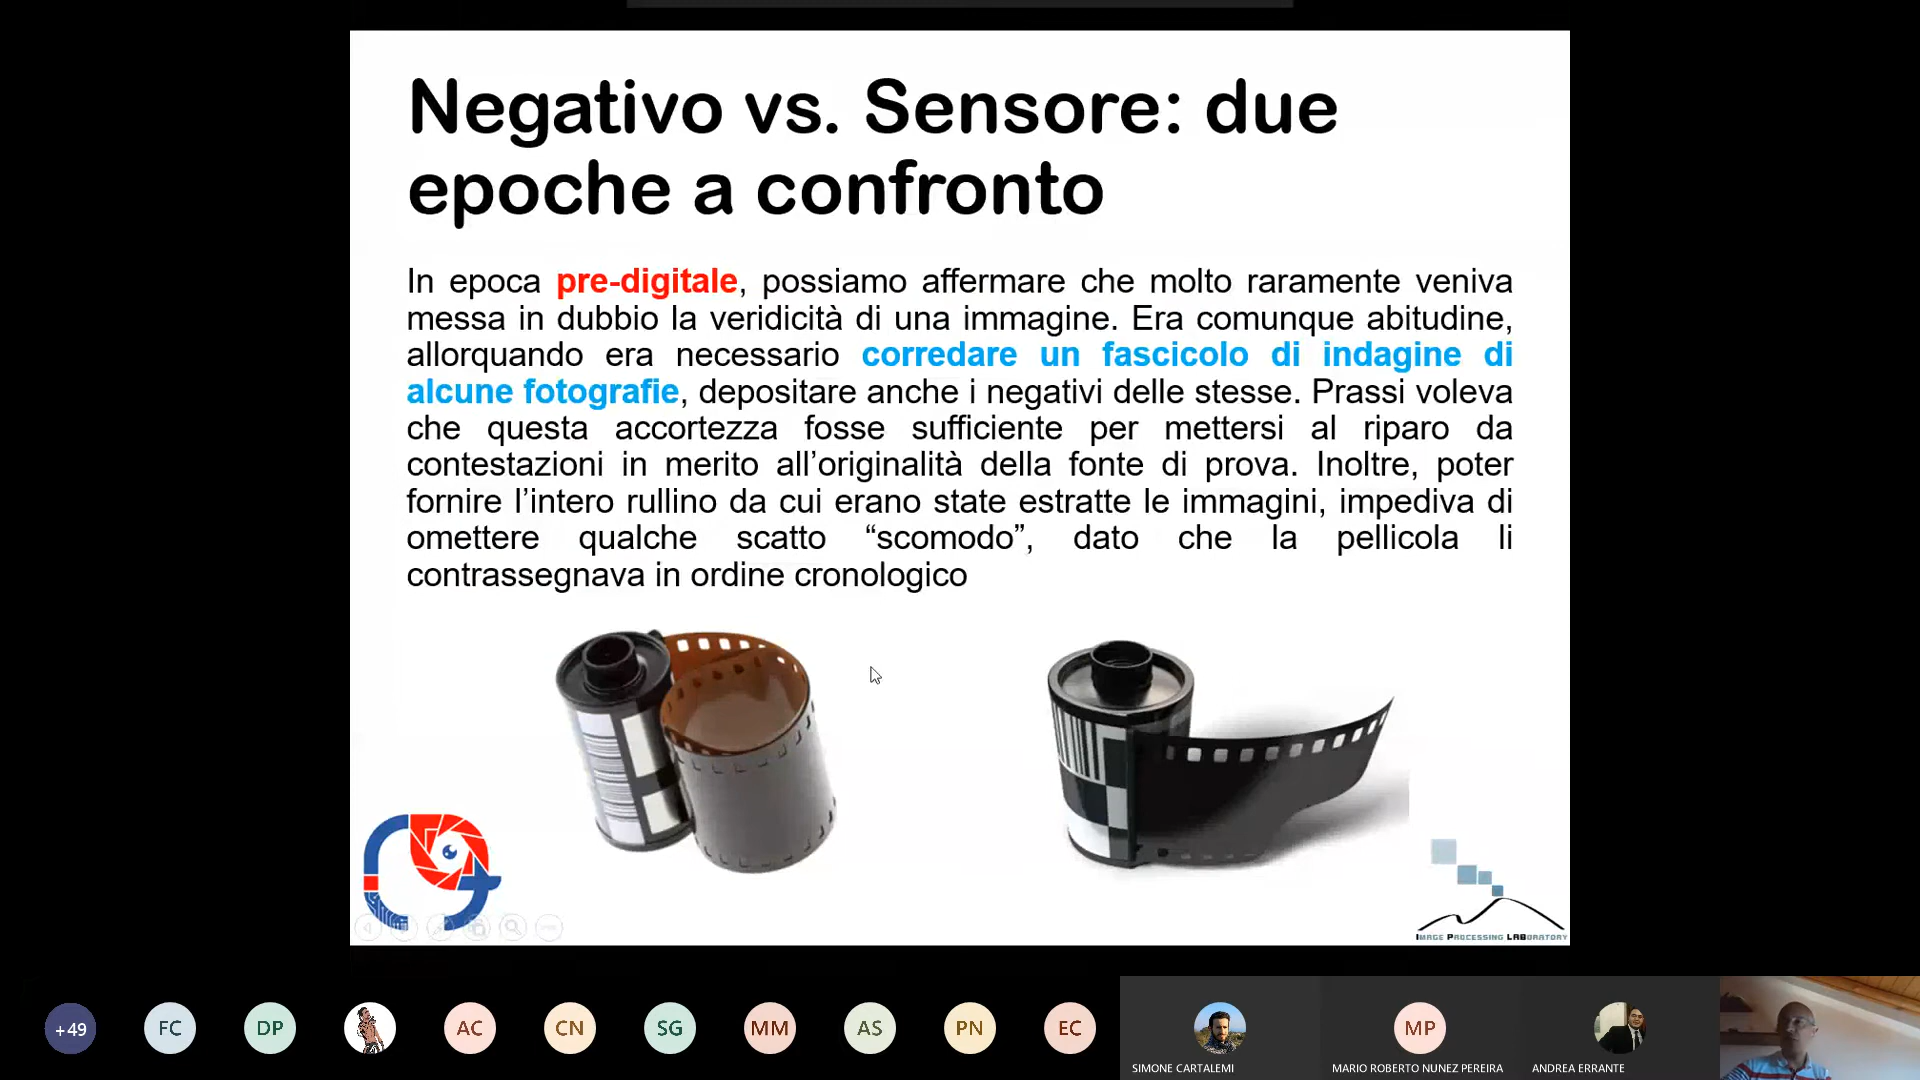 Negativo vs. Sensore: due
epoche a confronto
In epoca pre-digitale, possiamo affermare che molto raramente veniva
messa in dubbio la veridicità di una immagine. Era comunque abitudine,
allorquando era necessario corredare un fascicolo di indagine di
alcune fotografie, depositare anche i negativi delle stesse. Prassi voleva
che questa accortezza fosse sufficiente per mettersi al riparo da
contestazioni in merito all’originalità della fonte di prova. Inoltre, poter
fornire l’intero rullino da cui erano state estratte le immagini, impediva di
omettere qualche scatto “scomodo”, dato che la pellicola li
contrassegnava in ordine cronologico
IMAGE PROCESSING LABORATORY
+49
FC
DP
AC
CN
SG
MM
AS
PN
EC
MP
SIMONE CARTALEMI
MARIO ROBERTO NUNEZ PEREIRA
ANDREA ERRANTE